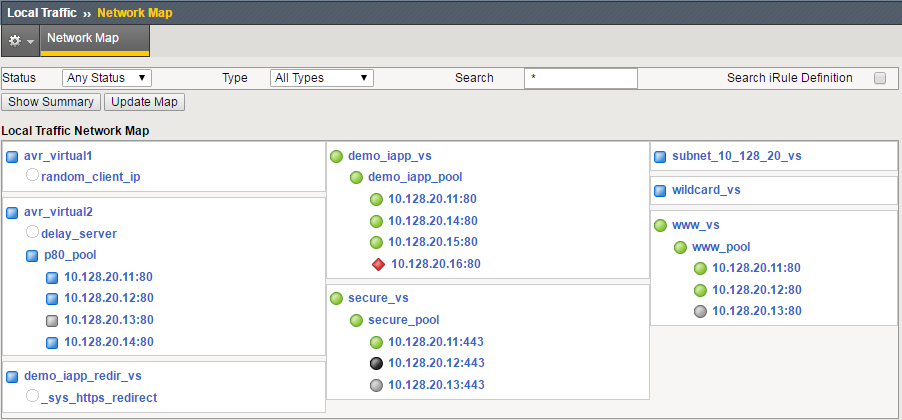 Local Traffic ›› Network Map
Network Map
Status Any Status Type All Types Search * Search iRule Definition
Show Summary Update Map
Local Traffic Network Map
avr_virtual1
random_client_ip
avr_virtual2
delay_server
p80_pool
10.128.20.11:80
10.128.20.12:80
10.128.20.13:80
10.128.20.14:80
demo_iapp_redir_vs
_sys_https_redirect
demo_iapp_vs
demo_iapp_pool
10.128.20.11:80
10.128.20.14:80
10.128.20.15:80
10.128.20.16:80
secure_vs
secure_pool
10.128.20.11:443
10.128.20.12:443
10.128.20.13:443
subnet_10_128_20_vs
wildcard_vs
www_vs
www_pool
10.128.20.11:80
10.128.20.12:80
10.128.20.13:80